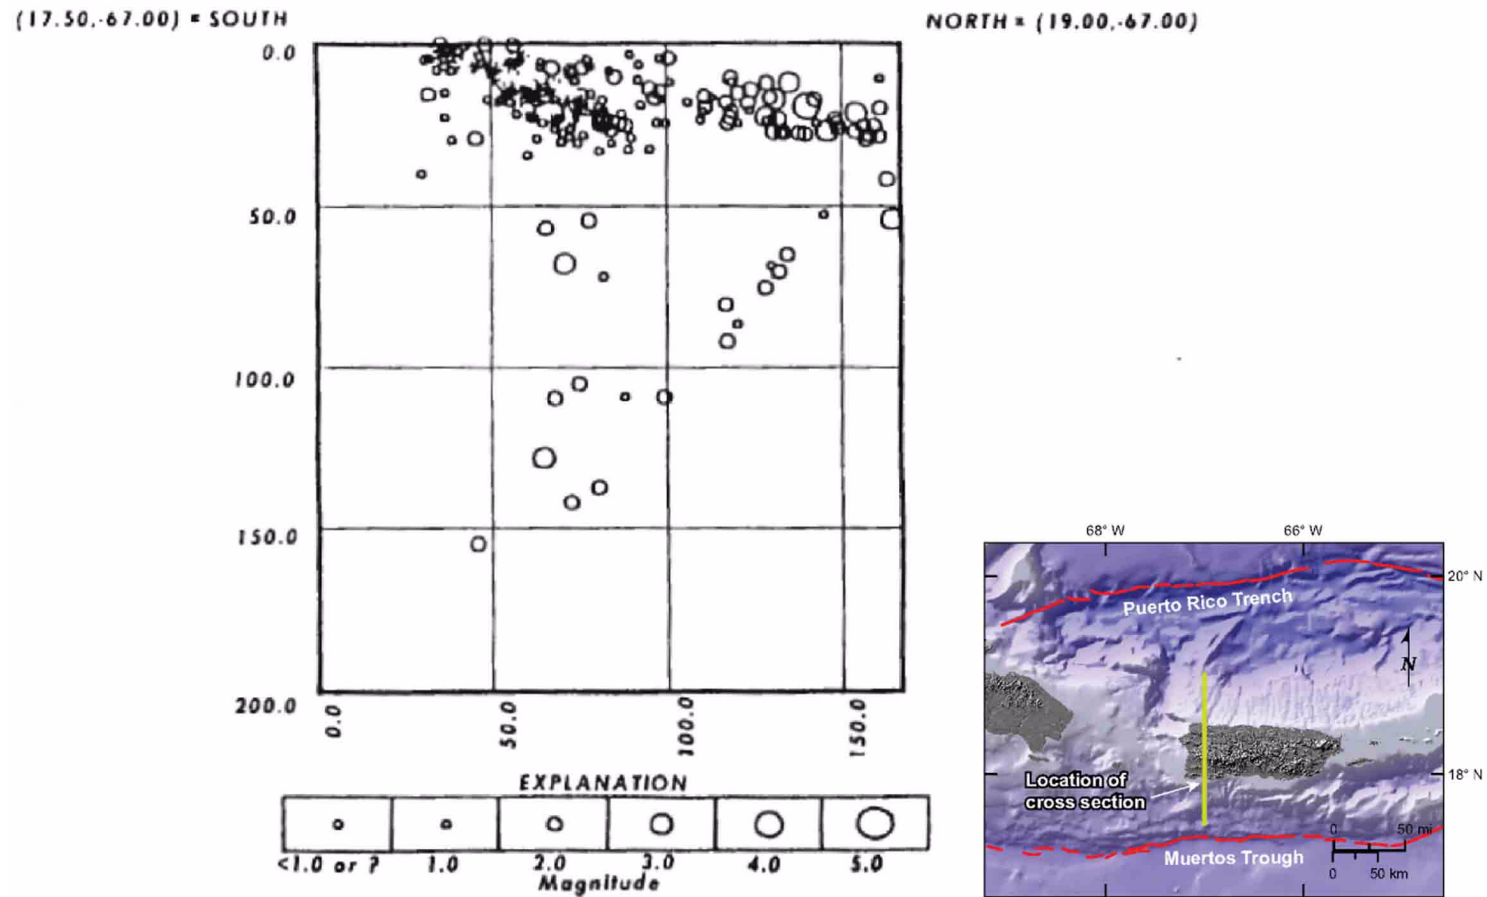 (17.50,-67.00) = SOUTH
NORTH = (19.00,-67.00)
0.0
50.0
100.0
150.0
200.0
0.0
50.0
100.0
150.0
EXPLANATION
<1.0 or ?
1.0
2.0
3.0
4.0
5.0
Magnitude
68° W
66° W
20° N
Puerto Rico Trench
N
18° N
Location of
cross section
0
50 mi
Muertos Trough
0
50 km